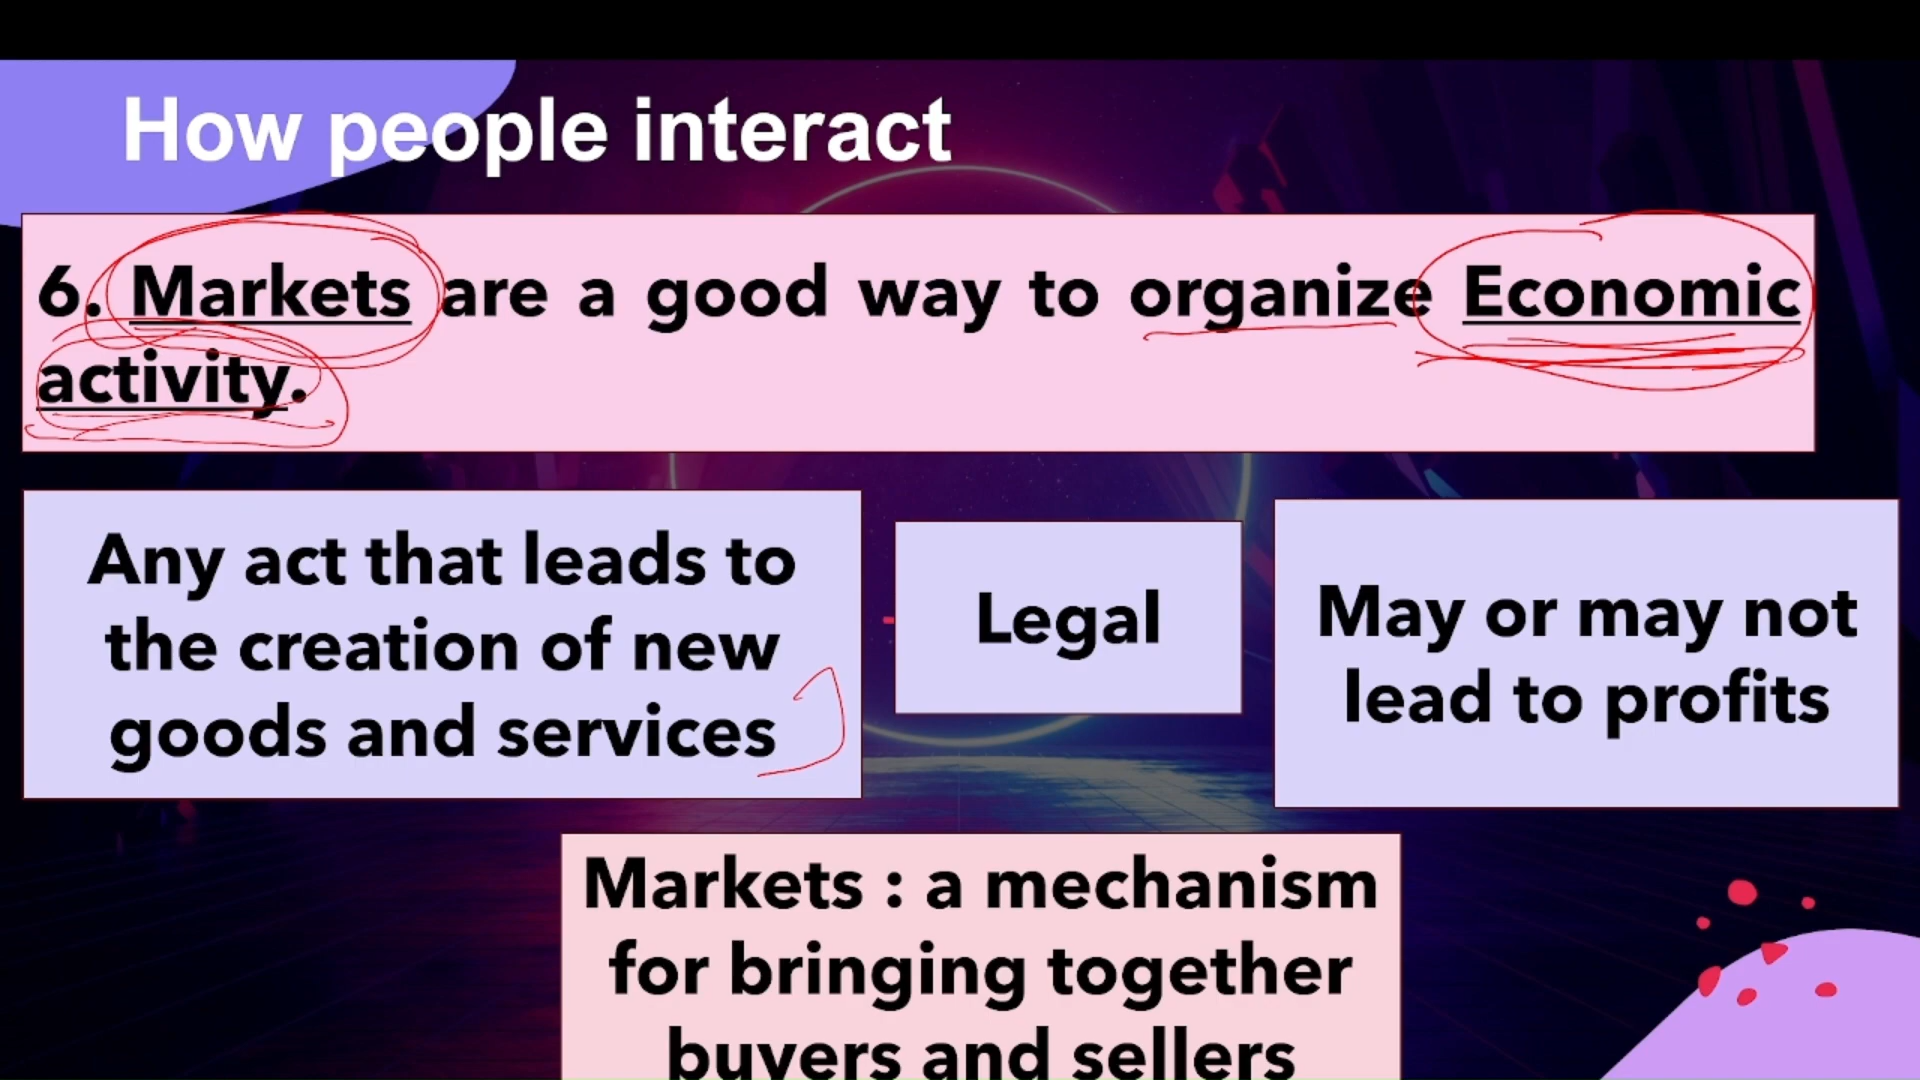 How people interact
6. Markets are a good way to organize Economic
activity.
Any act that leads to
the creation of new
goods and services
Legal
May or may not
lead to profits
Markets : a mechanism
for bringing together
buyers and sellers